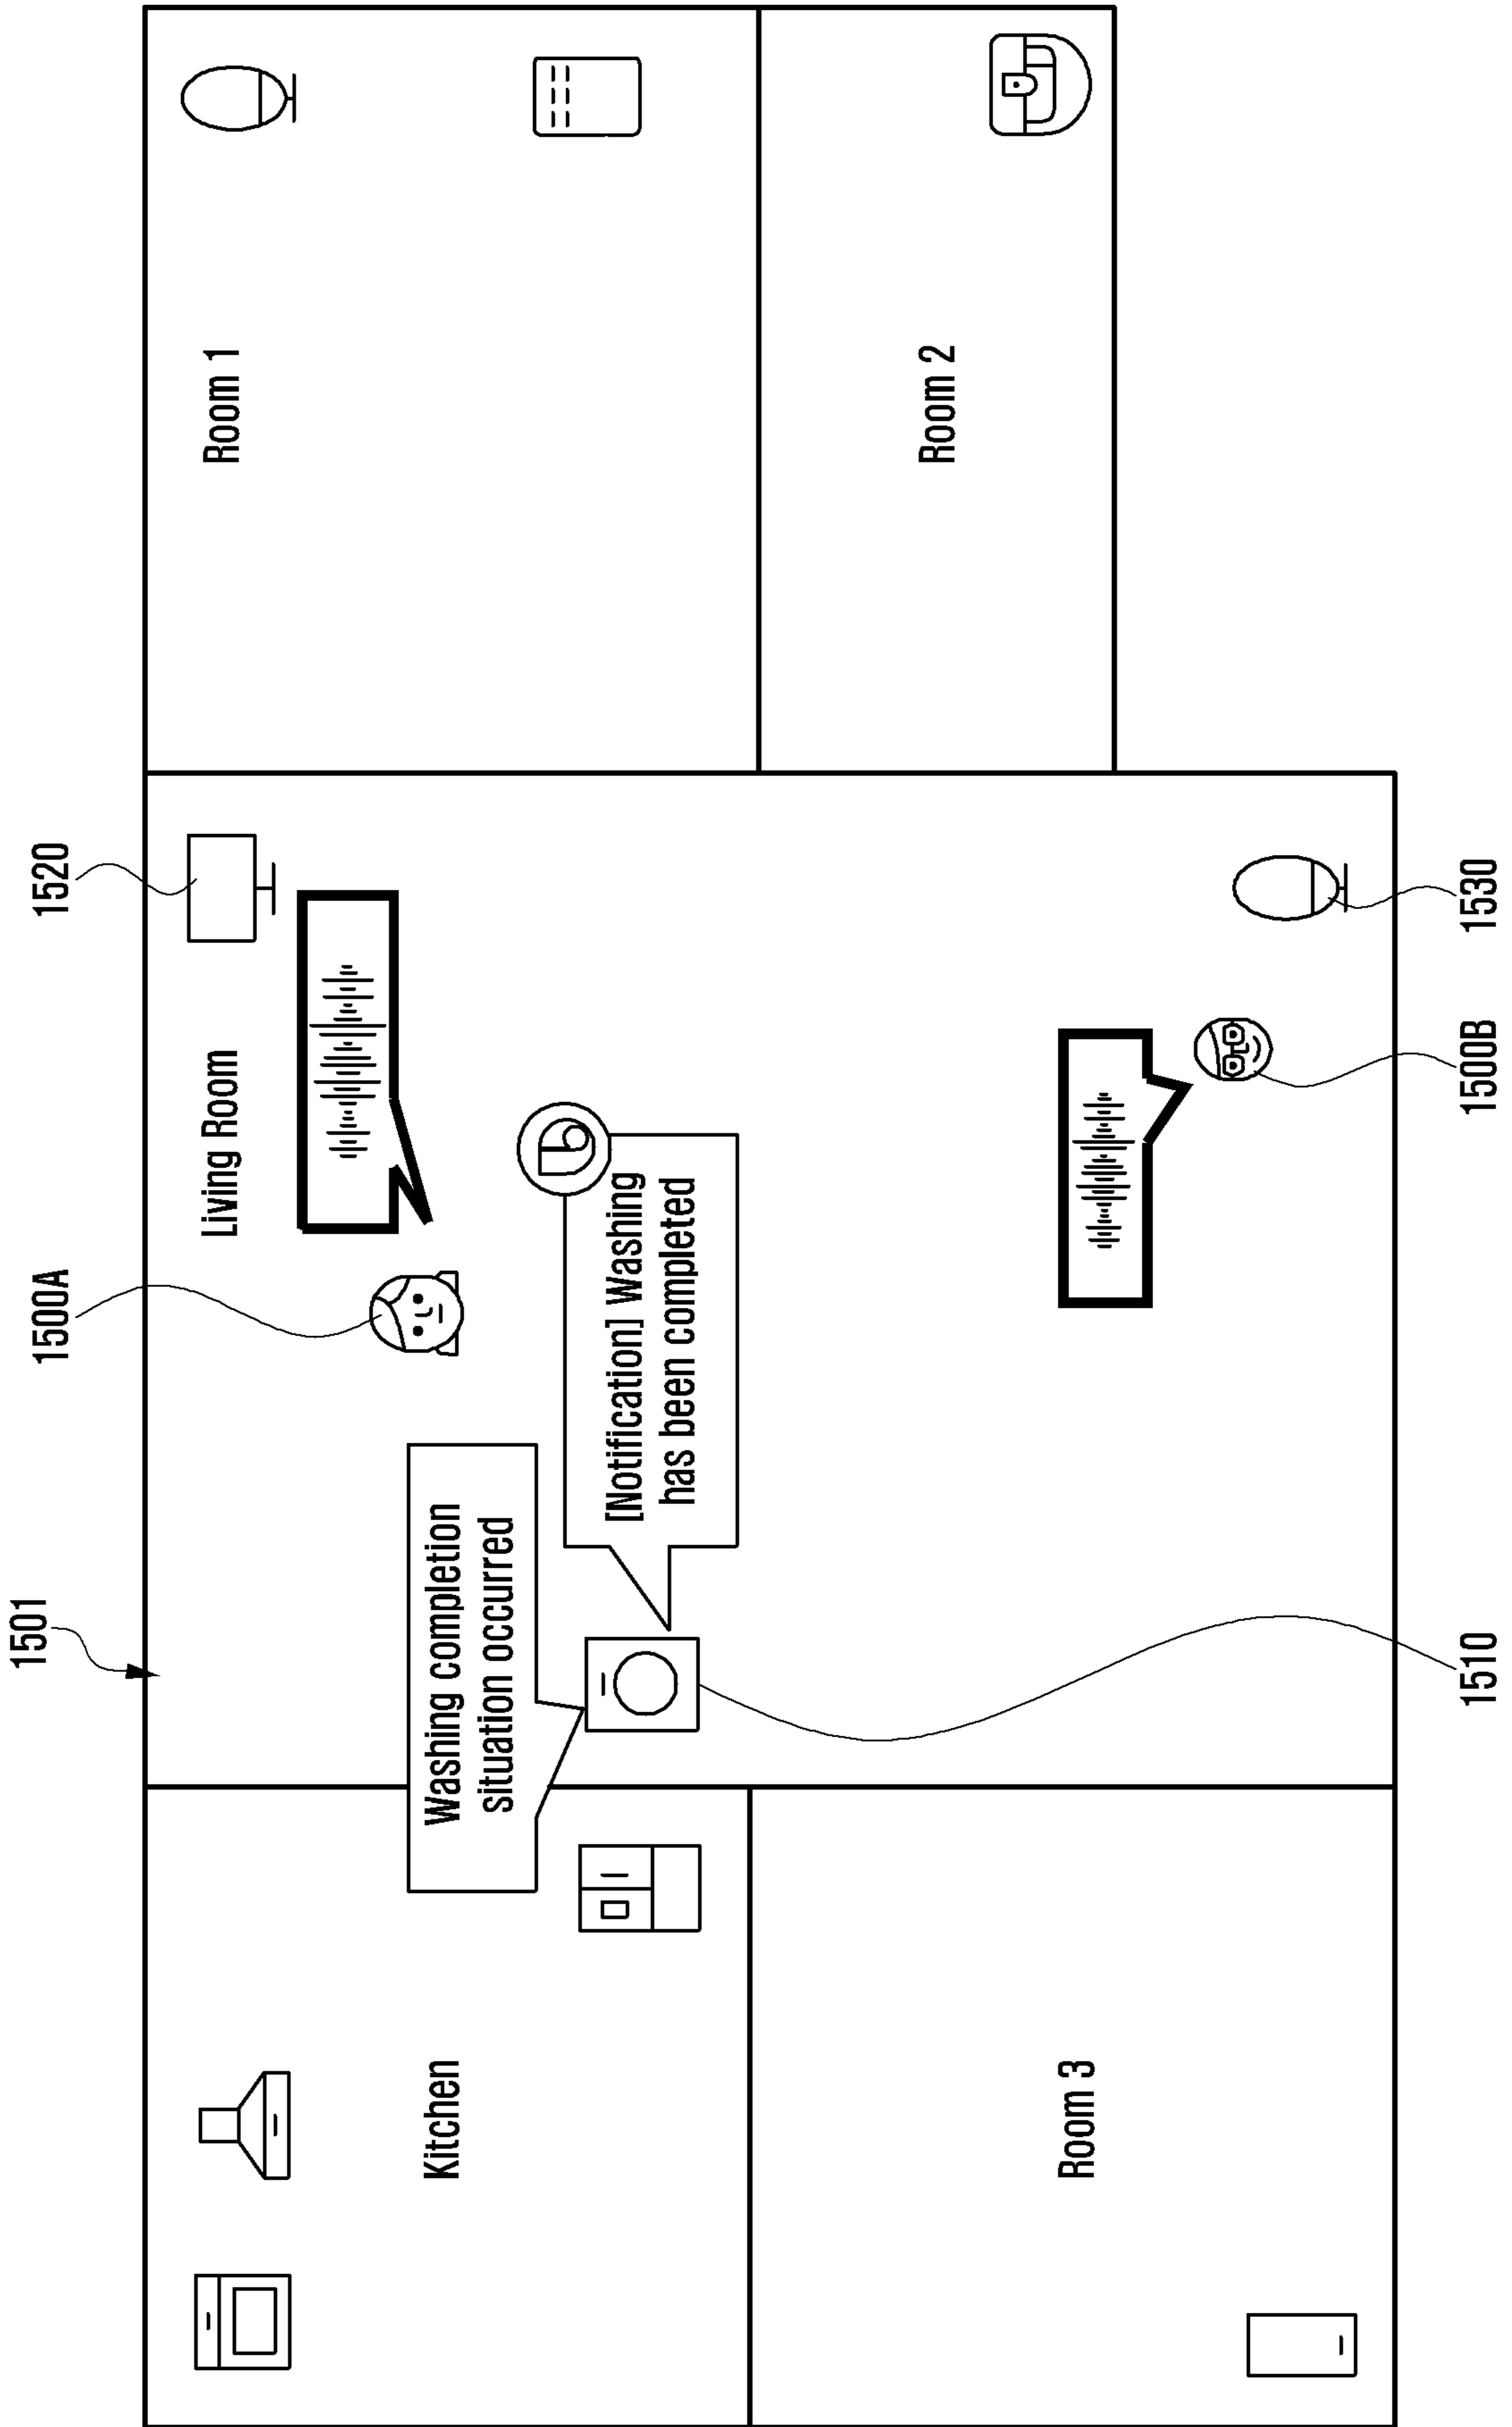 1501
1500A
1520
Living Room
Room 1
Kitchen
Washing completion
situation occurred
[Notification] Washing
has been completed
Room 2
Room 3
1510
1500B
1530